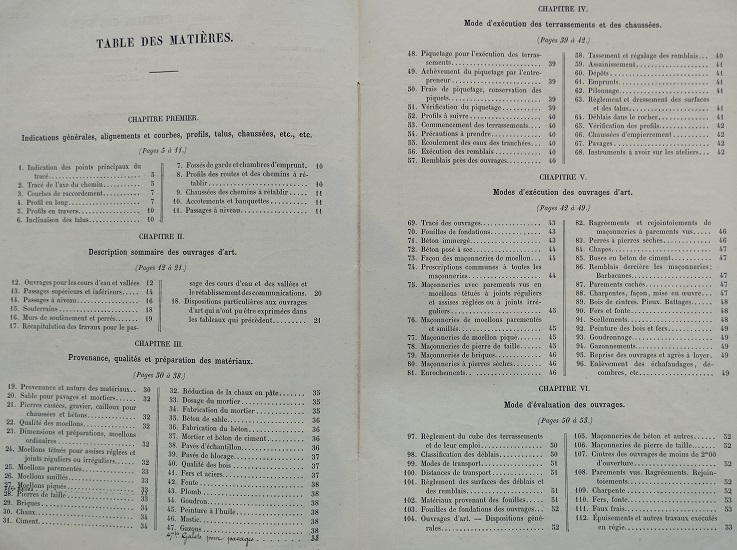 TABLE DES MATIÈRES.
CHAPITRE PREMIER.
Indications générales, alignements et courbes, profils, talus, chaussées, etc., etc.
(Pages 5 à 11.)
1. Indication des points principaux du
tracé 5
2. Tracé de l'axe du chemin 5
3. Courbes de raccordement 7
4. Profil en long 7
5. Profils en travers 10
6. Inclinaison des talus 10
7. Fossés de garde et chambres d'emprunt. 10
8. Profils des routes et des chemins à ré-
tablir 10
9. Chaussées des chemins à rétablir 11
10. Accotements et banquettes 11
11. Passages à niveau 11
CHAPITRE II.
Description sommaire des ouvrages d'art.
(Pages 12 à 21.)
12. Ouvrages pour les cours d'eau et vallées 12
13. Passages supérieurs et inférieurs 14
14. Passages à niveau 16
15. Souterrains 18
16. Murs de soutènement et perrés 19
17. Récapitulation des travaux pour le pas-
sage des cours d'eau et des vallées et
le rétablissement des communications. 20
18. Dispositions particulières aux ouvrages
d'art qui n'ont pu être exprimées dans
les tableaux qui précèdent 21
CHAPITRE III.
Provenance, qualités et préparation des matériaux.
(Pages 30 à 38.)
19. Provenance et nature des matériaux 30
20. Sable pour pavages et mortiers 32
21. Pierres cassées, gravier, cailloux pour
chaussées et bétons 32
22. Qualité des moellons 32
23. Dimensions et préparations, moellons
ordinaires 32
24. Moellons têtués pour assises réglées et
joints réguliers ou irréguliers 32
25. Moellons parementés 33
26. Moellons smillés 33
27. Moellons piqués 33
28. Pierres de taille 33
29. Briques 34
30. Chaux 34
31. Ciment 34
32. Réduction de la chaux en pâte 35
33. Dosage du mortier 35
34. Fabrication du mortier 35
35. Béton de sable 36
36. Fabrication du béton 36
37. Mortier et béton de ciment 36
38. Pavés d'échantillon 36
39. Pavés de blocage 37
40. Qualité des bois 37
41. Fers et aciers 37
42. Fonte 37
43. Plomb 38
44. Goudron 38
45. Peinture à l'huile 38
46. Mastic 38
47. Gazons 38
47 bis Galets pour pavages 38
CHAPITRE IV.
Mode d'exécution des terrassements et des chaussées.
(Pages 39 à 42.)
48. Piquetage pour l'exécution des terras-
sements 39
49. Achèvement du piquetage par l'entre-
preneur 39
50. Frais de piquetage, conservation des
piquets 39
51. Vérification du piquetage 39
52. Profils à suivre 40
53. Commencement des terrassements 40
54. Précautions à prendre 40
55. Écoulement des eaux des tranchées 40
56. Exécution des remblais 40
57. Remblais près des ouvrages 40
58. Tassement et régalage des remblais 40
59. Assainissement 41
60. Dépôts 41
61. Emprunts 41
62. Pilonnage 41
63. Règlement et dressement des surfaces
et des talus 41
64. Déblais dans le rocher 41
65. Vérification des profils 42
66. Chaussées d'empierrement 42
67. Pavages 42
68. Instruments à avoir sur les ateliers 42
CHAPITRE V.
Modes d'exécution des ouvrages d'art.
(Pages 42 à 49.)
69. Tracé des ouvrages 43
70. Fouilles de fondations 43
71. Béton immergé 43
72. Béton posé à sec 44
73. Façon des maçonneries de moellon 44
74. Proscriptions communes à toutes les
maçonneries 44
75. Maçonneries avec parements vus en
moellons têtués à joints réguliers
et assises réglées ou à joints irré-
guliers 45
76. Maçonneries de moellons parementés
et smillés 45
77. Maçonneries de moellon piqué 45
78. Maçonnerie de pierre de taille 45
79. Maçonneries de briques 46
80. Maçonneries à pierres sèches 46
81. Enrochements 46
82. Ragréements et rejointoiements de
maçonneries à parements vus 46
83. Perrés à pierres sèches 46
84. Chapes 47
85. Buses en béton de ciment 47
86. Remblais derrière les maçonneries;
Barbacanes 47
87. Parements cachés 47
88. Charpentes, façon, mise en œuvre 47
89. Bois de cintres. Pieux. Battages 48
90. Fers et fonte 48
91. Scellements 48
92. Peinture des bois et fers 49
93. Goudronnage 49
94. Gazonnements 49
95. Reprise des ouvrages et agrès à loyer. 49
96. Enlèvement des échafaudages, dé-
combres, etc. 49
CHAPITRE VI.
Mode d'évaluation des ouvrages.
(Pages 50 à 53.)
97. Règlement du cube des terrassements
et de leur emploi 50
98. Classification des déblais 50
99. Modes de transport 51
100. Distances de transport 51
101. Règlement des surfaces des déblais et
des remblais 51
102. Matériaux provenant des fouilles 51
103. Fouilles de fondations des ouvrages 52
104. Ouvrages d'art. — Dispositions géné-
rales 52
105. Maçonneries de béton et autres 52
106. Maçonneries de pierre de taille 52
107. Cintres des ouvrages de moins de 2m00
d'ouverture 52
108. Parements vus. Ragréements. Rejoin-
toiements 52
109. Charpente 52
110. Fers, fonte 53
111. Faux frais 53
112. Épuisements et autres travaux exécutés
en régie 53